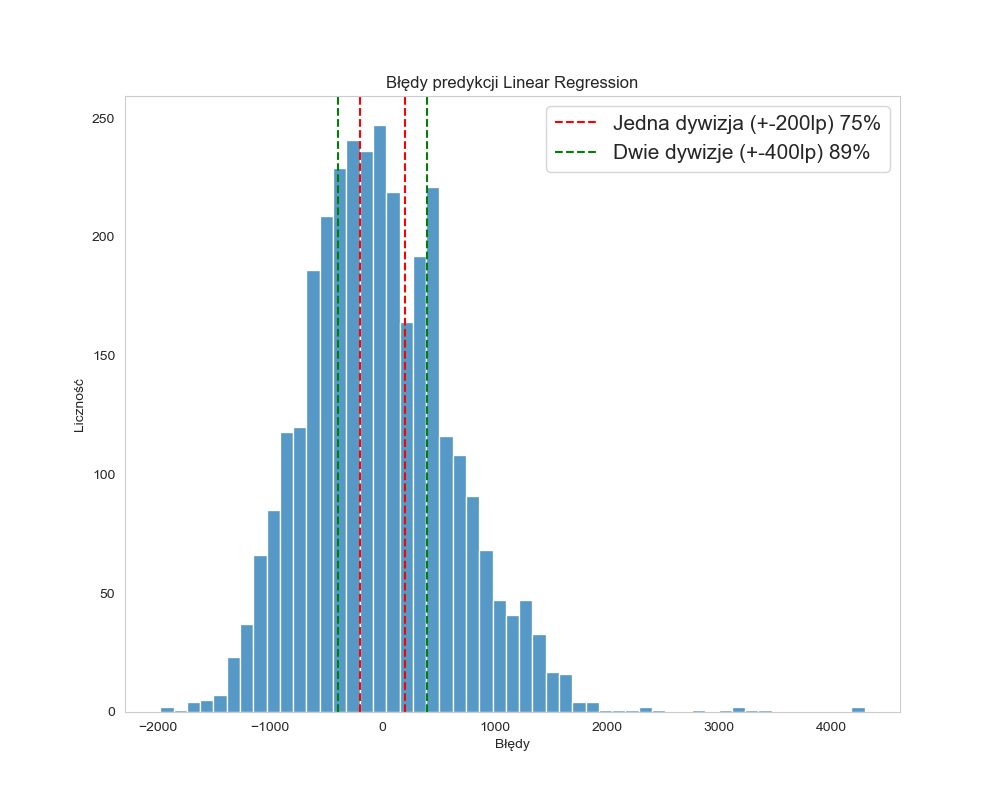 Błędy predykcji Linear Regression
Jedna dywizja (+-200lp) 75%
Dwie dywizje (+-400lp) 89%
250
200
150
100
50
0
Liczność
−2000
−1000
0
1000
2000
3000
4000
Błędy